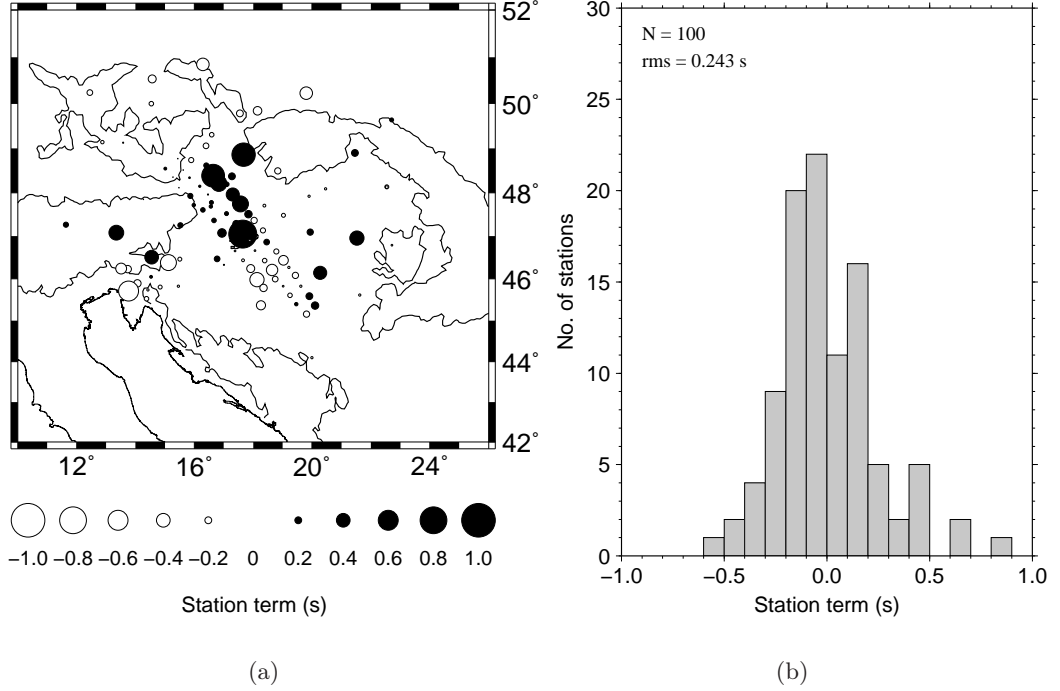 52˚
50˚
48˚
46˚
44˚
42˚
12˚ 16˚ 20˚ 24˚
−1.0 −0.8 −0.6 −0.4 −0.2 0 0.2 0.4 0.6 0.8 1.0
Station term (s)
(a)
N = 100
rms = 0.243 s
No. of stations
30
25
20
15
10
5
0
−1.0 −0.5 0.0 0.5 1.0
Station term (s)
(b)